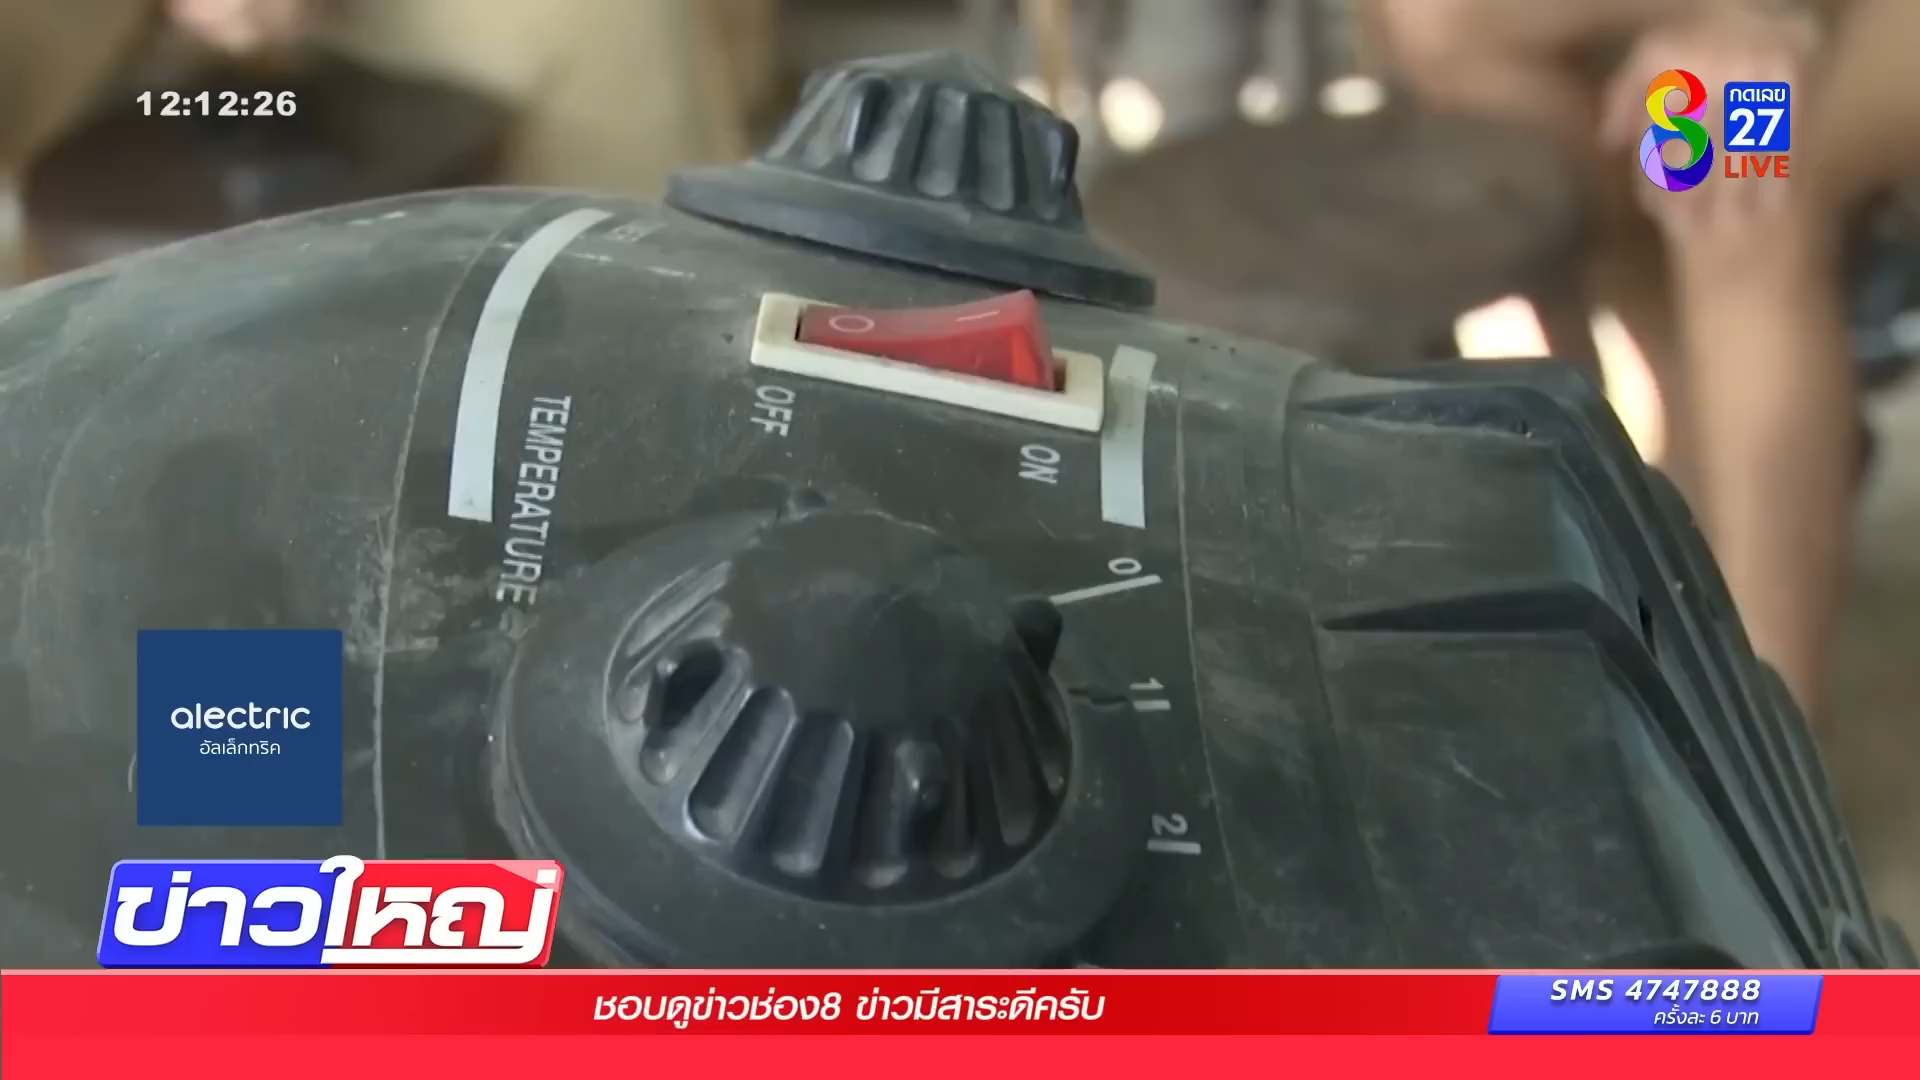 12:12:26
กดเลข
27
LIVE
O I
OFF
ON
TEMPERATURE
0
1
2
alectric
อัลเล็กทริค
ข่าวใหญ่
ชอบดูข่าวช่อง8 ข่าวมีสาระดีครับ
SMS 4747888
ครั้งละ 6 บาท